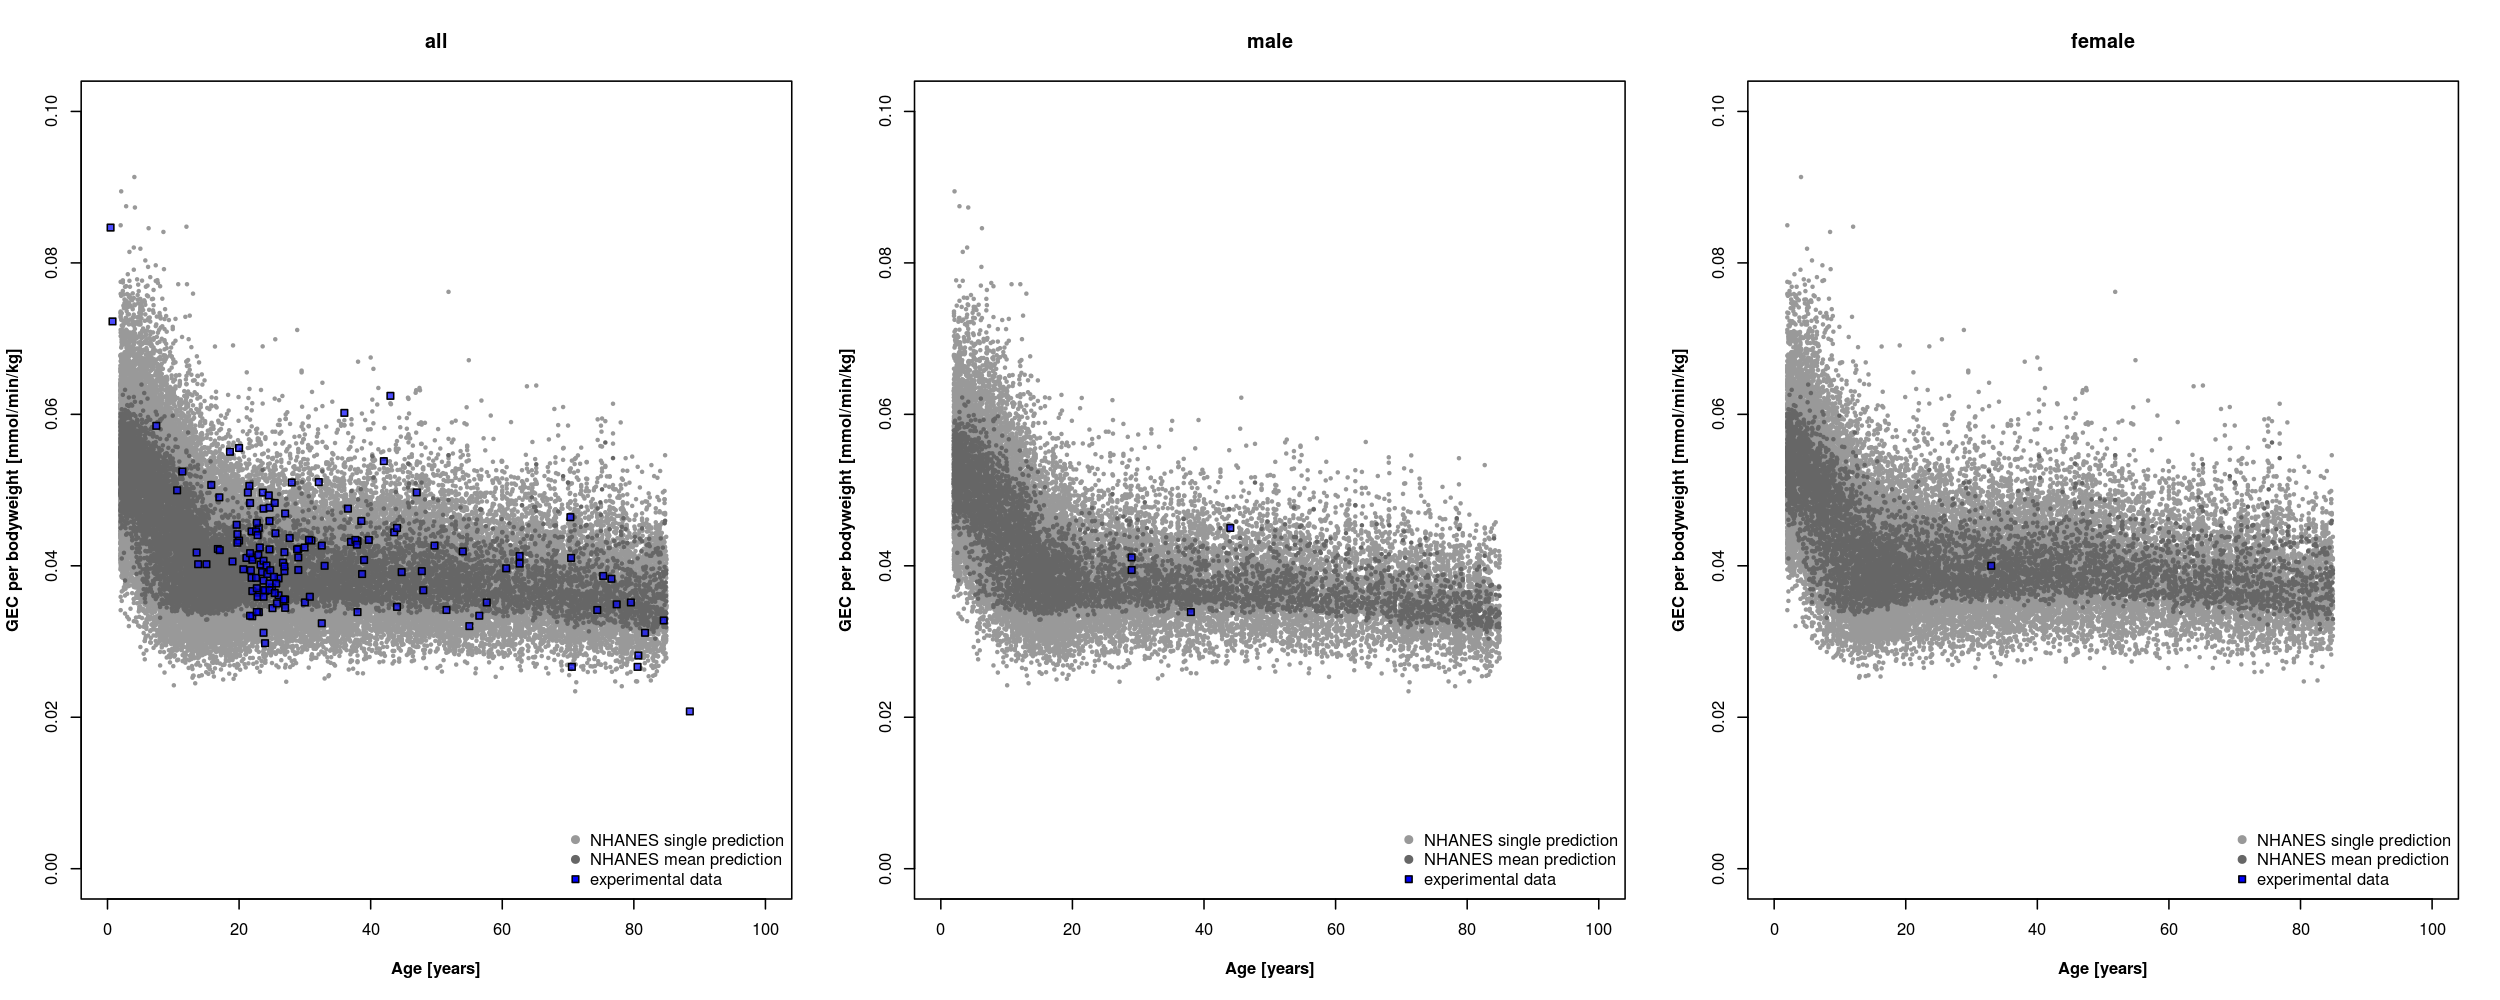 all
GEC per bodyweight [mmol/min/kg]
0.10
0.08
0.06
0.04
0.02
0.00
NHANES single prediction
NHANES mean prediction
experimental data
0 20 40 60 80 100
Age [years]
male
GEC per bodyweight [mmol/min/kg]
0.10
0.08
0.06
0.04
0.02
0.00
NHANES single prediction
NHANES mean prediction
experimental data
0 20 40 60 80 100
Age [years]
female
GEC per bodyweight [mmol/min/kg]
0.10
0.08
0.06
0.04
0.02
0.00
NHANES single prediction
NHANES mean prediction
experimental data
0 20 40 60 80 100
Age [years]